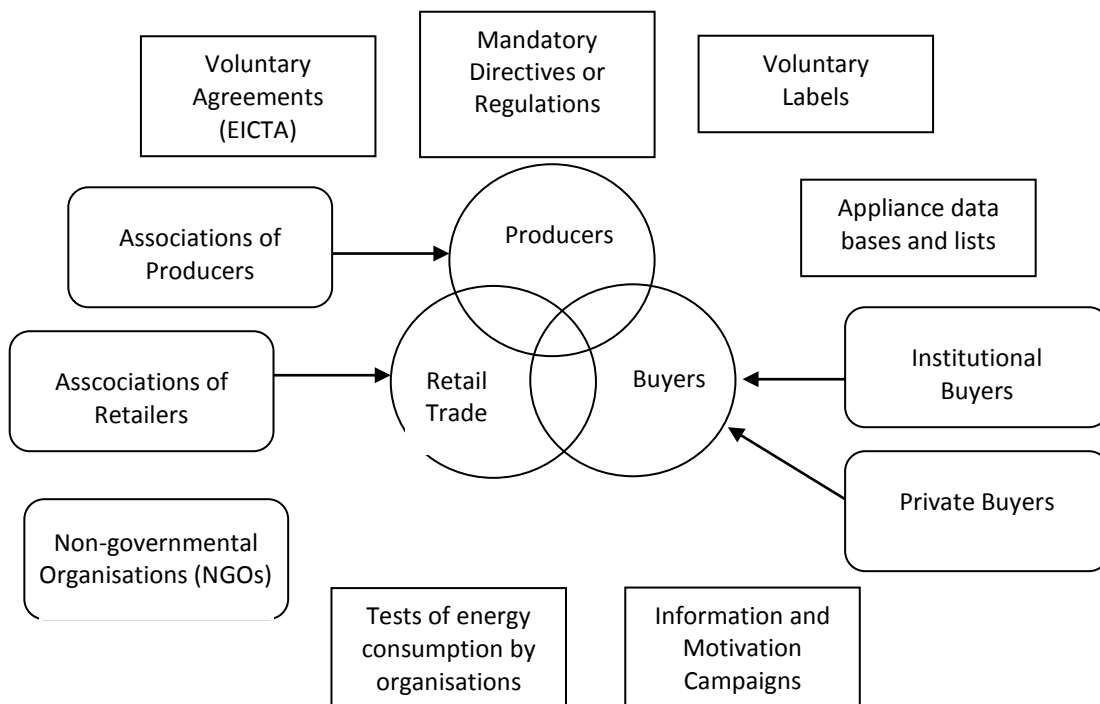 Voluntary
Agreements
(EICTA)
Mandatory
Directives or
Regulations
Voluntary
Labels
Associations of
Producers
Producers
Appliance data
bases and lists
Asscociations of
Retailers
Retail
Trade
Buyers
Institutional
Buyers
Private Buyers
Non-governmental
Organisations (NGOs)
Tests of energy
consumption by
organisations
Information and
Motivation
Campaigns